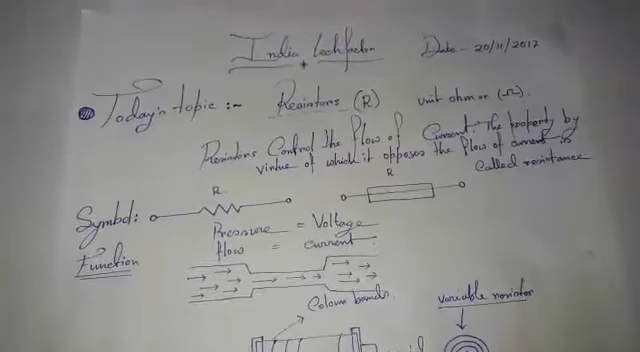 India techfactor Date - 20/11/2017
Today's topic :- Resistors (R) unit ohm or (Ω).
Resistors Control The flow of Current. The property by
virtue of which it opposes the flow of current is
called resistance
R R
Symbol:
Pressure = Voltage
flow = current
Function
Colour bands variable resistor